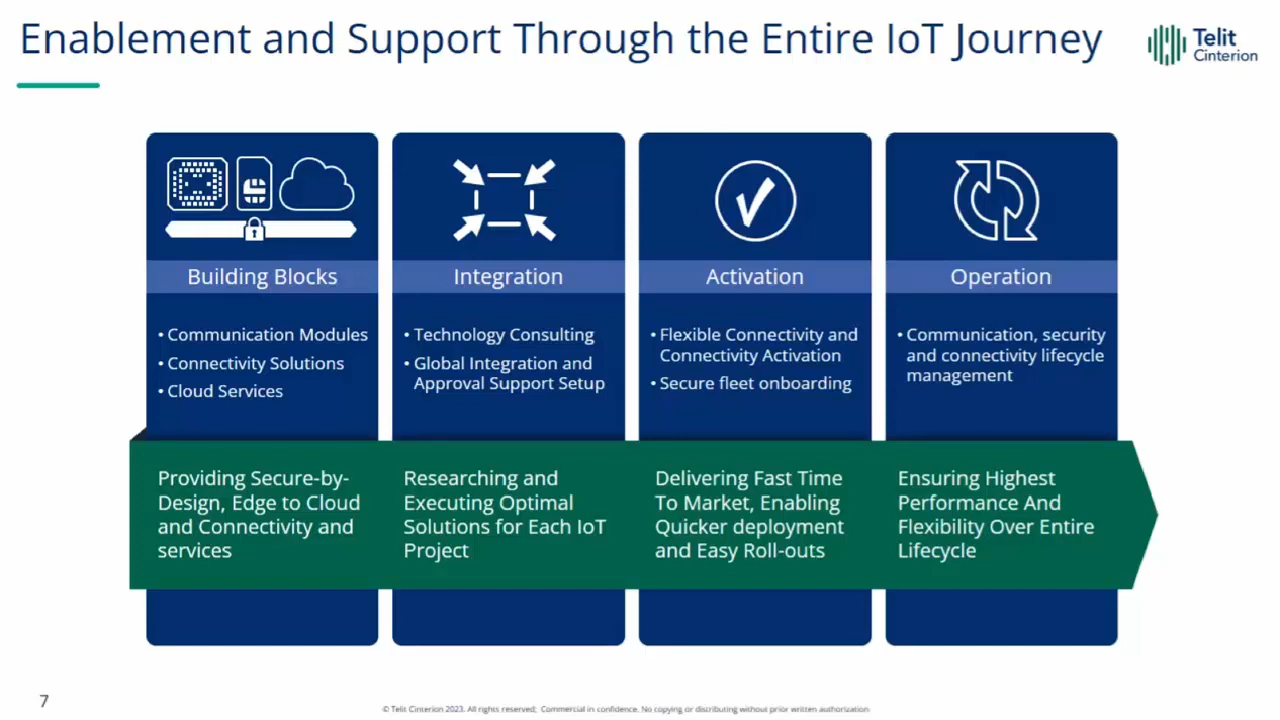 Enablement and Support Through the Entire IoT Journey
Telit
Cinterion
Building Blocks
• Communication Modules
• Connectivity Solutions
• Cloud Services
Providing Secure-by-
Design, Edge to Cloud
and Connectivity and
services
Integration
• Technology Consulting
• Global Integration and
Approval Support Setup
Researching and
Executing Optimal
Solutions for Each IoT
Project
Activation
• Flexible Connectivity and
Connectivity Activation
• Secure fleet onboarding
Delivering Fast Time
To Market, Enabling
Quicker deployment
and Easy Roll-outs
Operation
• Communication, security
and connectivity lifecycle
management
Ensuring Highest
Performance And
Flexibility Over Entire
Lifecycle
7
© Telit Cinterion 2023. All rights reserved; Commercial in confidence. No copying or distributing without prior written authorization